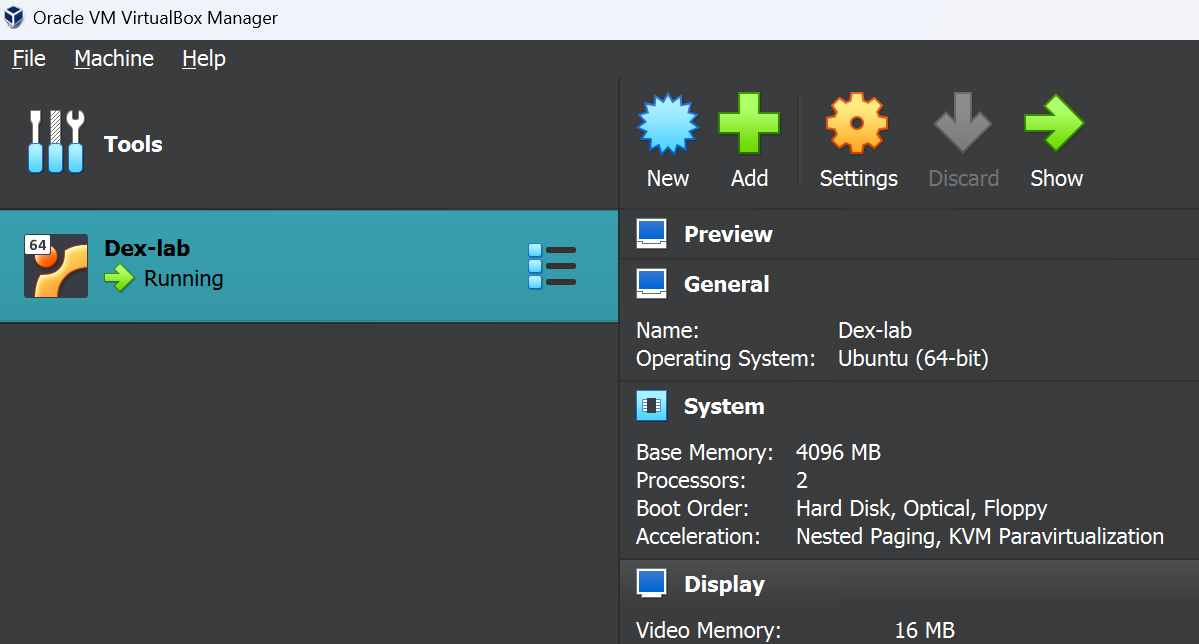 Oracle VM VirtualBox Manager
File Machine Help
Tools
New Add Settings Discard Show
64
Dex-lab
Running
Preview
General
Name: Dex-lab
Operating System: Ubuntu (64-bit)
System
Base Memory: 4096 MB
Processors: 2
Boot Order: Hard Disk, Optical, Floppy
Acceleration: Nested Paging, KVM Paravirtualization
Display
Video Memory: 16 MB